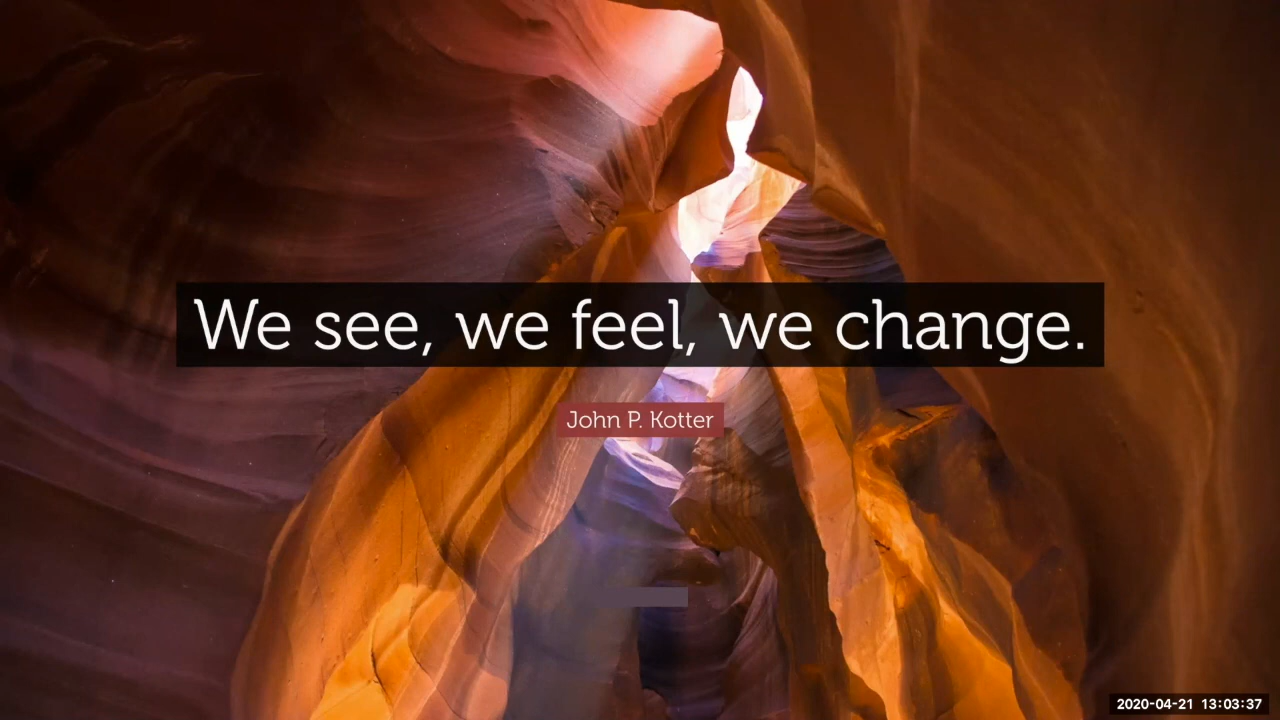 We see, we feel, we change.
John P. Kotter
2020-04-21 13:03:37